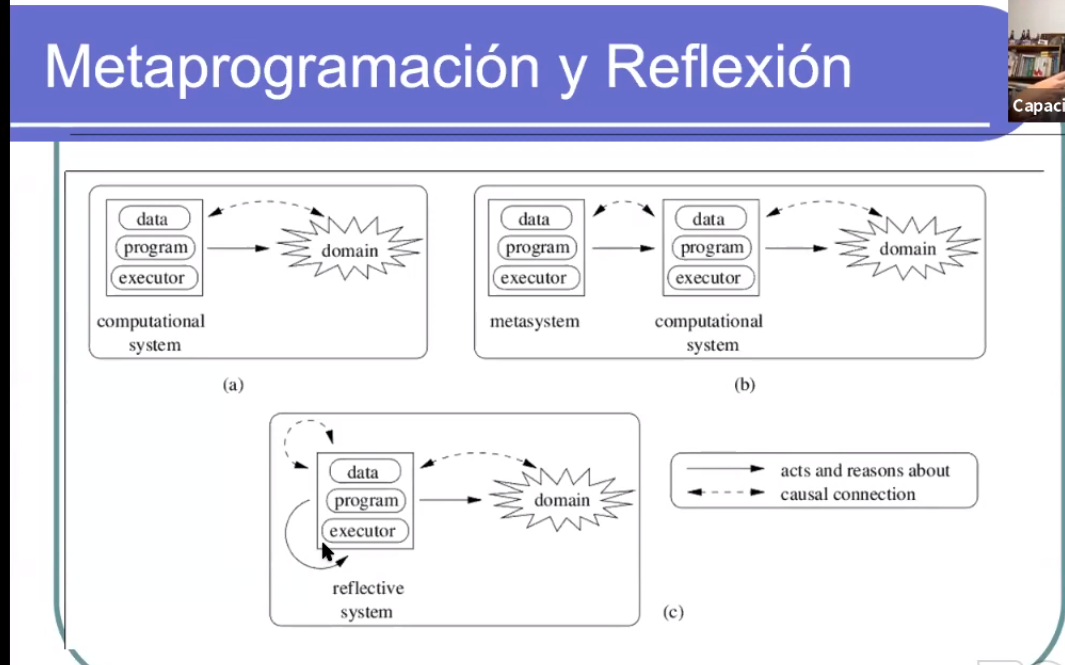 Metaprogramación y Reflexión
Capaci
data
program
executor
computational
system
domain
(a)
data
program
executor
metasystem
data
program
executor
computational
system
domain
(b)
data
program
executor
reflective
system
domain
(c)
acts and reasons about
causal connection